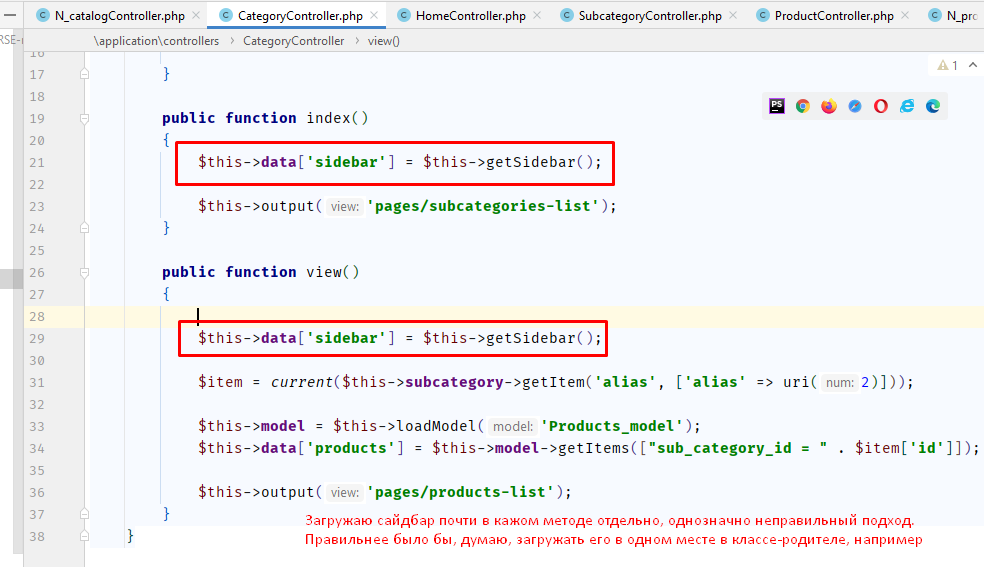 N_catalogController.php
CategoryController.php
HomeController.php
SubcategoryController.php
ProductController.php
\application\controllers
CategoryController
view()
16
1
17 }
18
19 public function index()
20 {
21 $this->data['sidebar'] = $this->getSidebar();
22
23 $this->output( view: 'pages/subcategories-list');
24 }
25
26 public function view()
27 {
28
29 $this->data['sidebar'] = $this->getSidebar();
30
31 $item = current($this->subcategory->getItem('alias', ['alias' => uri( num: 2)]));
32
33 $this->model = $this->loadModel( model: 'Products_model');
34 $this->data['products'] = $this->model->getItems(["sub_category_id = " . $item['id']]);
35
36 $this->output( view: 'pages/products-list');
37 }
Загружаю сайдбар почти в кажом методе отдельно, однозначно неправильный подход.
38 }
Правильнее было бы, думаю, загружать его в одном месте в классе-родителе, например
PS